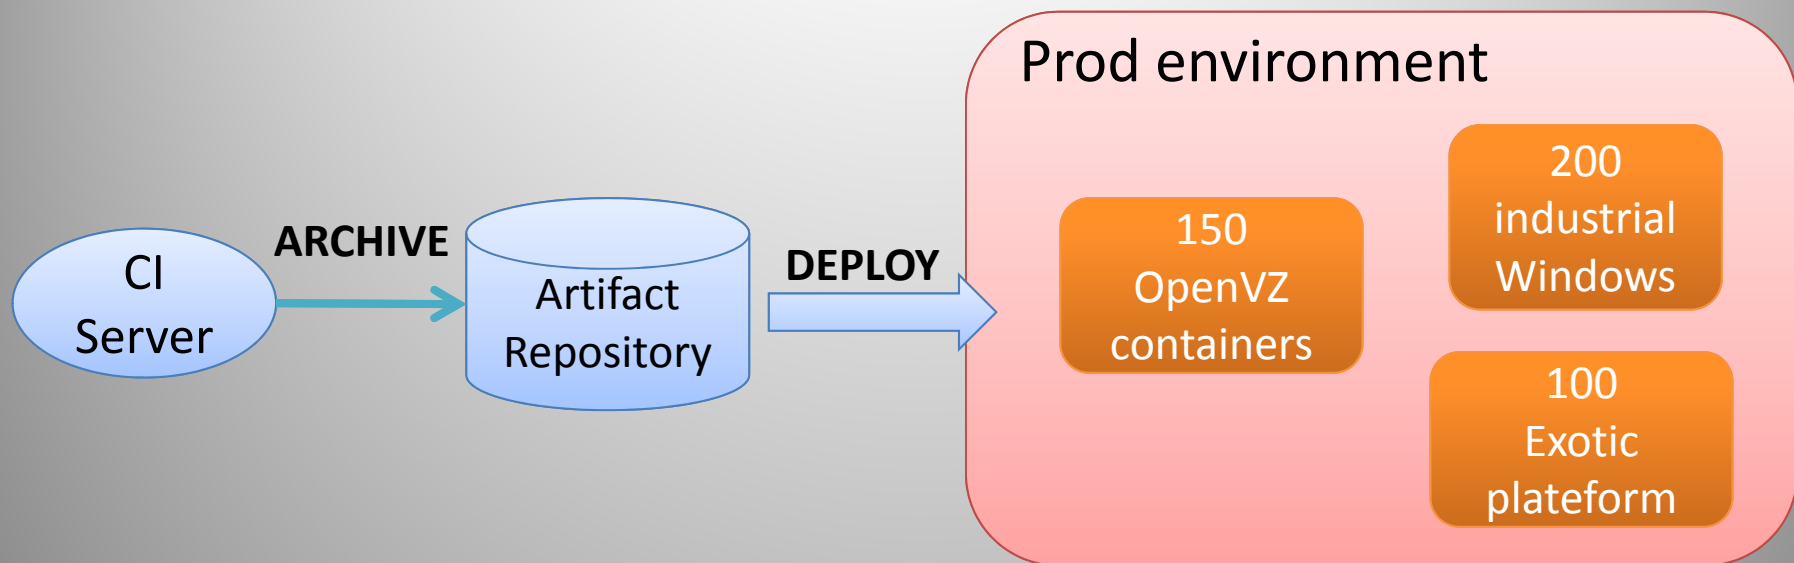 CI
Server
ARCHIVE
Artifact
Repository
DEPLOY
Prod environment
150
OpenVZ
containers
200
industrial
Windows
100
Exotic
plateform